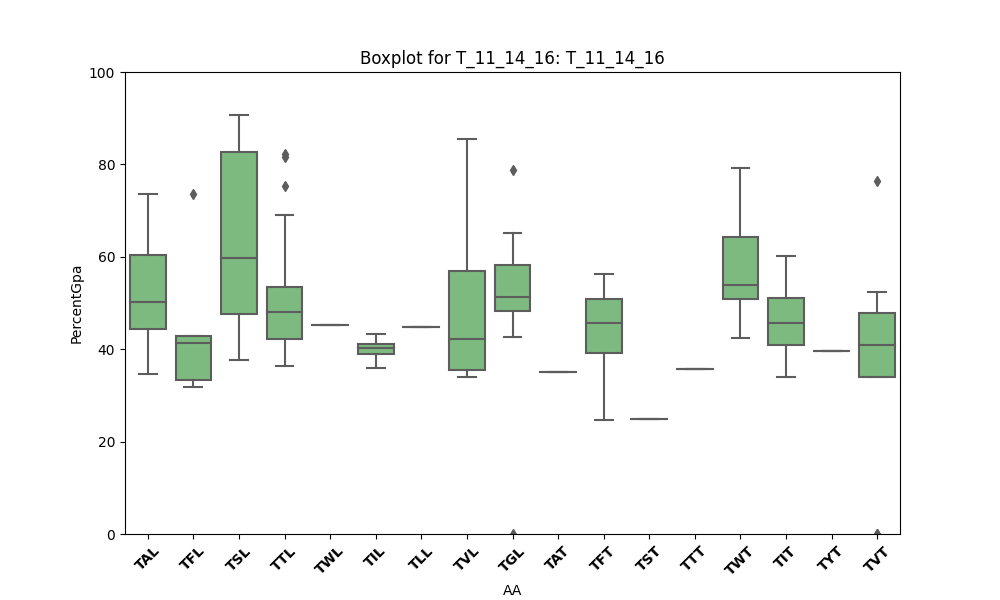 Boxplot for T_11_14_16: T_11_14_16
100
80
60
40
20
0
PercentGpa
TAL TFL TSL TTL TWL TIL TLL TVL TGL TAT TFT TST TTT TWT TIT TYT TVT
AA